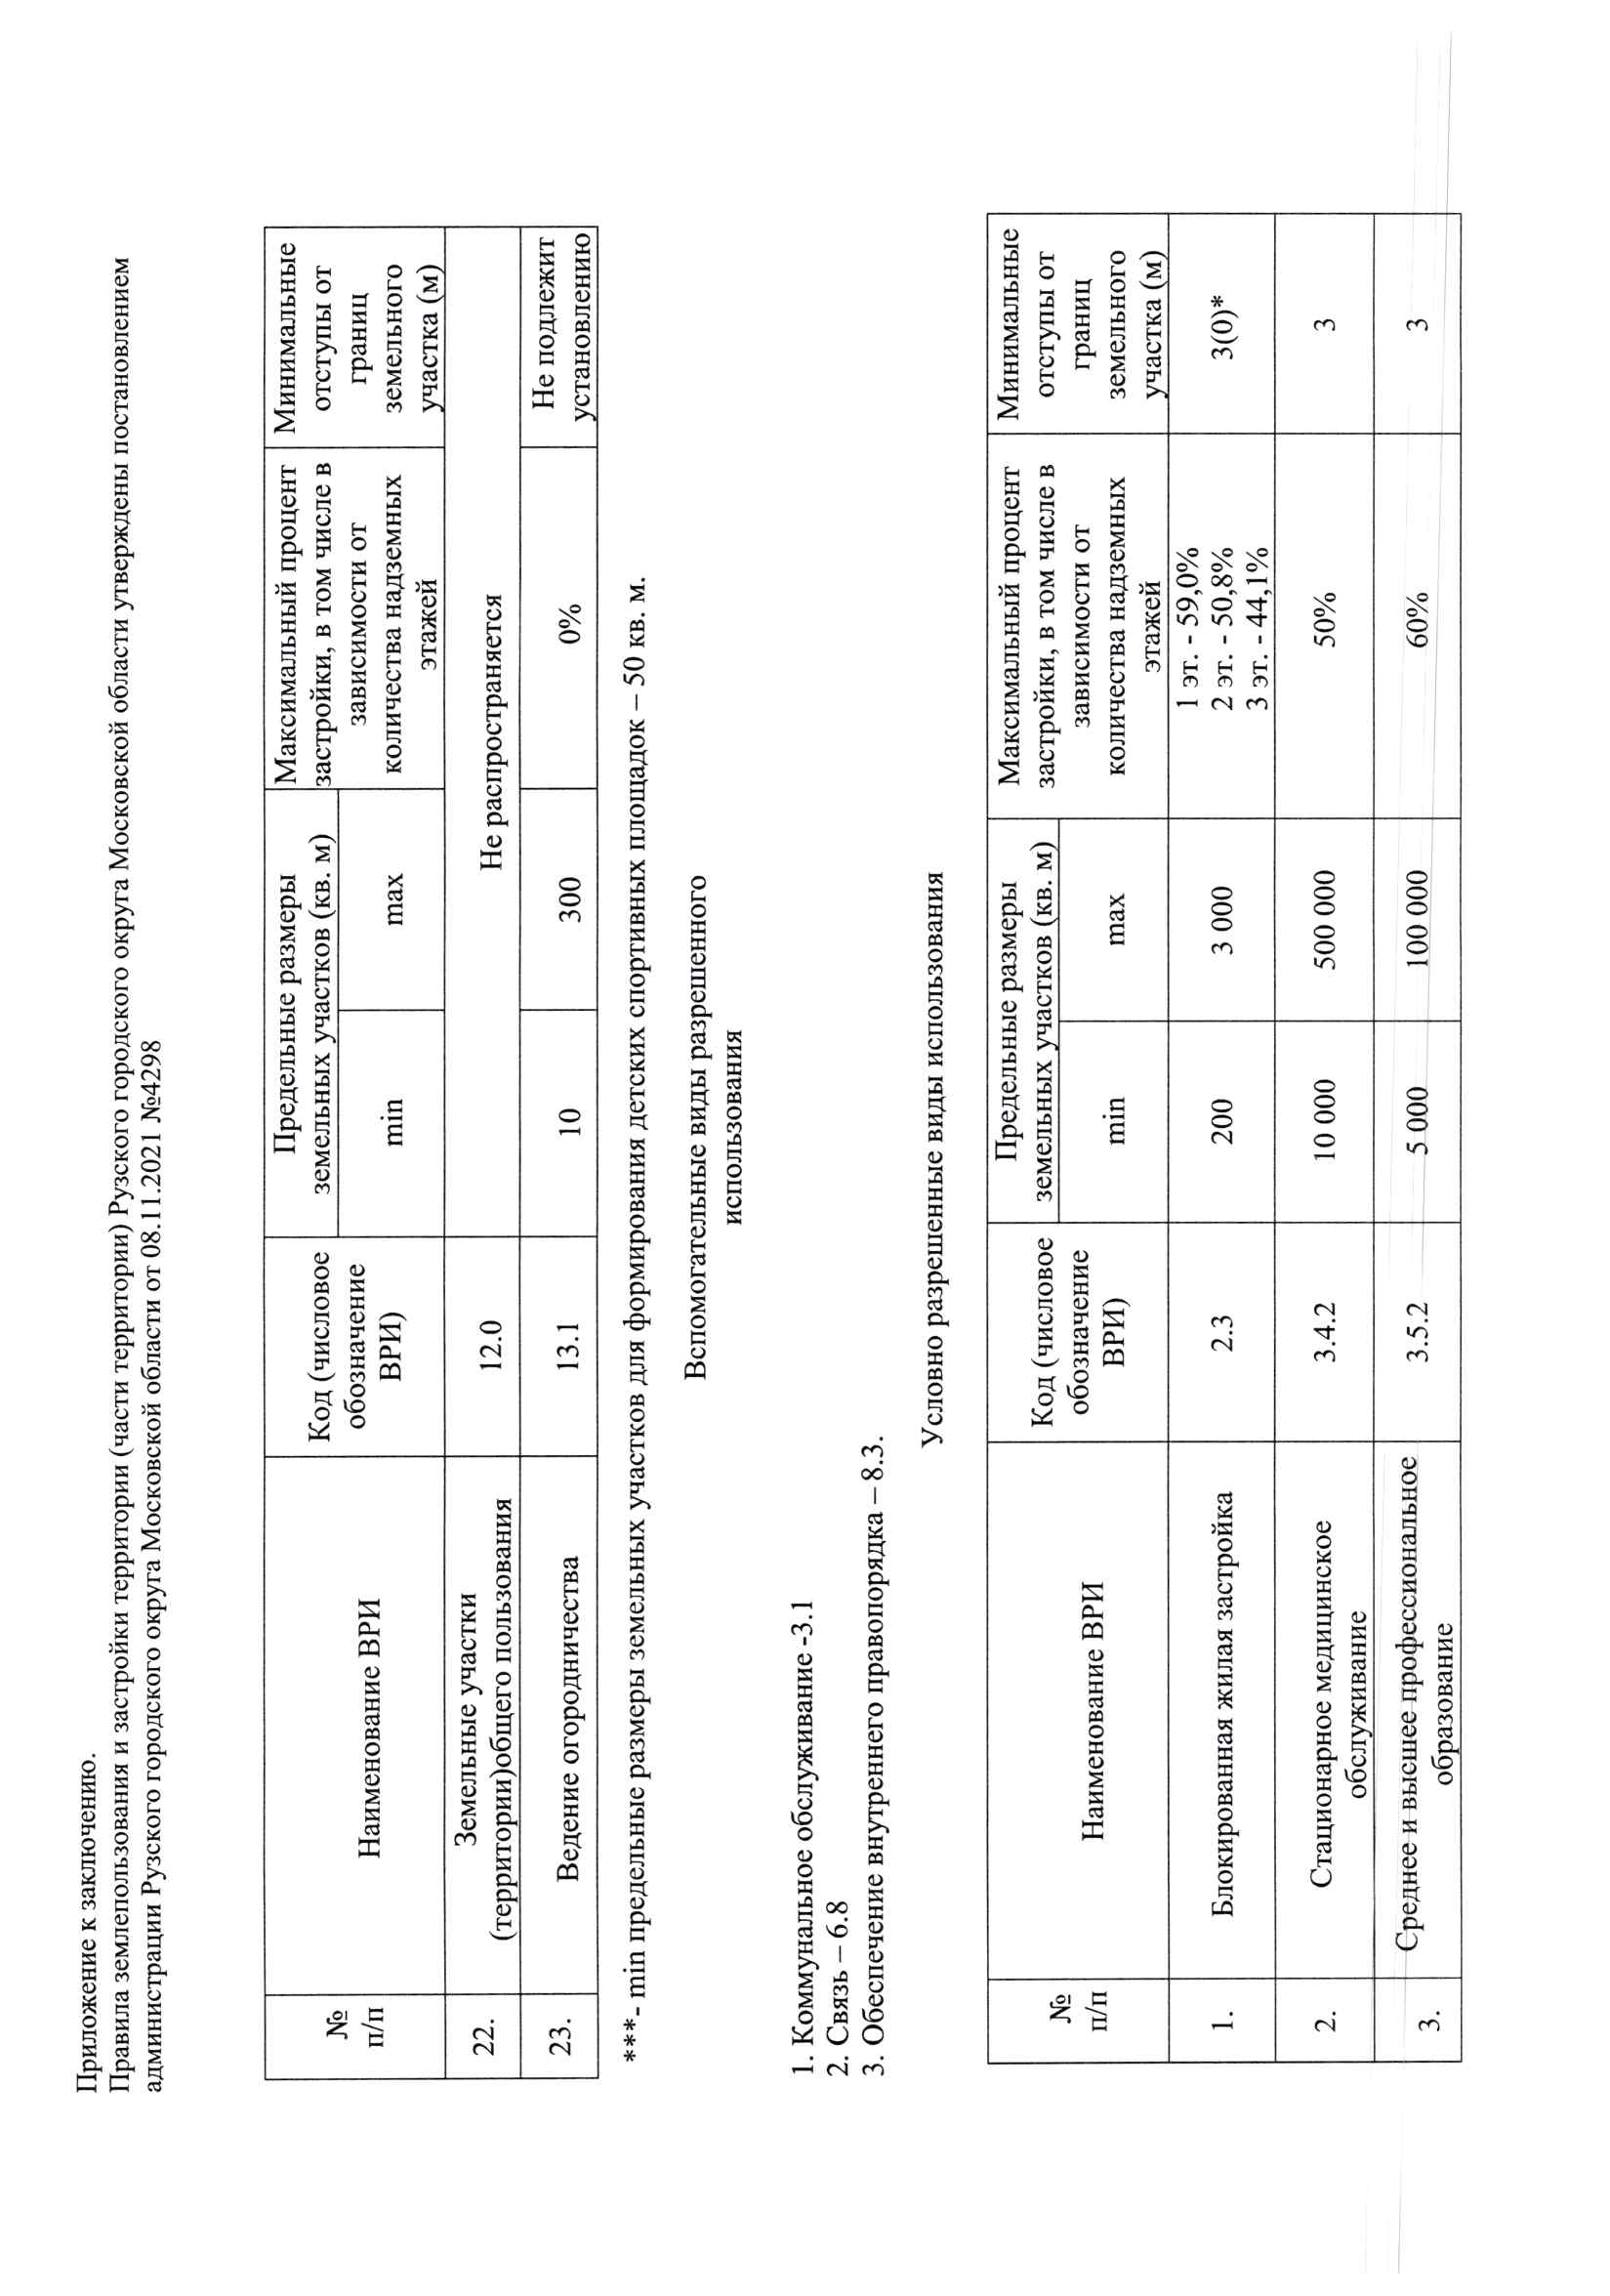 Приложение к заключению.
Правила землепользования и застройки территории (части территории) Рузского городского округа Московской области утверждены постановлением
администрации Рузского городского округа Московской области от 08.11.2021 №4298
№
п/п
Наименование ВРИ
Код (числовое
обозначение
ВРИ)
Предельные размеры
земельных участков (кв. м)
min
max
Максимальный процент
застройки, в том числе в
зависимости от
количества надземных
этажей
Минимальные
отступы от
границ
земельного
участка (м)
22.
Земельные участки
(территории)общего пользования
12.0
Не распространяется
23.
Ведение огородничества
13.1
10
300
0%
Не подлежит
установлению
***- min предельные размеры земельных участков для формирования детских спортивных площадок – 50 кв. м.
Вспомогательные виды разрешенного
использования
1. Коммунальное обслуживание -3.1
2. Связь – 6.8
3. Обеспечение внутреннего правопорядка – 8.3.
Условно разрешенные виды использования
№
п/п
Наименование ВРИ
Код (числовое
обозначение
ВРИ)
Предельные размеры
земельных участков (кв. м)
min
max
Максимальный процент
застройки, в том числе в
зависимости от
количества надземных
этажей
Минимальные
отступы от
границ
земельного
участка (м)
1.
Блокированная жилая застройка
2.3
200
3 000
1 эт. - 59,0%
2 эт. - 50,8%
3 эт. - 44,1%
3(0)*
2.
Стационарное медицинское
обслуживание
3.4.2
10 000
500 000
50%
3
3.
Среднее и высшее профессиональное
образование
3.5.2
5 000
100 000
60%
3